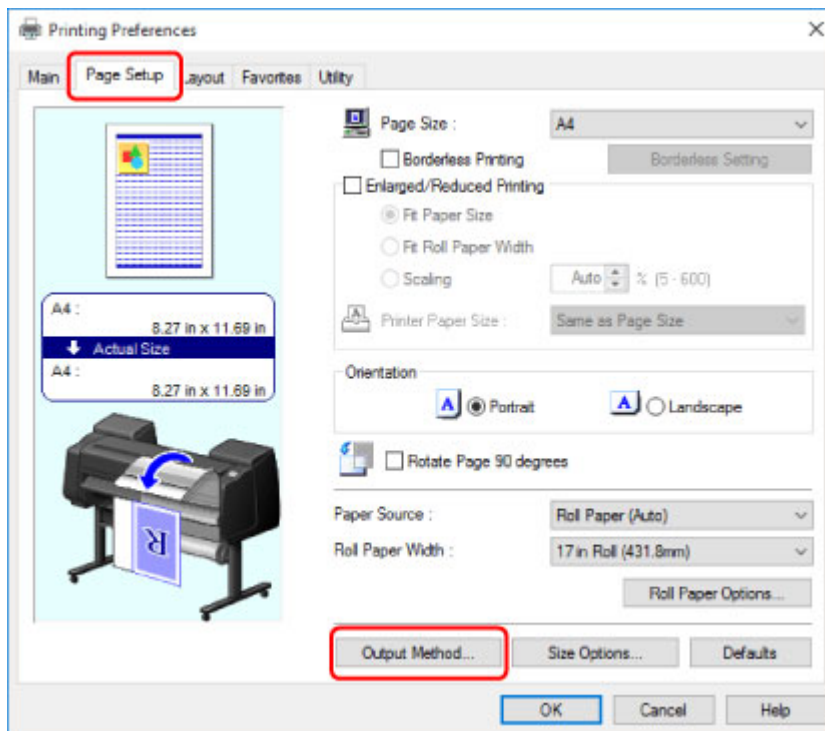 Printing Preferences
Main Page Setup Layout Favorites Utility
Page Size : A4
Borderless Printing Borderless Setting
Enlarged/Reduced Printing
Fit Paper Size
Fit Roll Paper Width
Scaling Auto % (5 - 600)
Printer Paper Size : Same as Page Size
A4 :
8.27 in x 11.69 in
Actual Size
A4 :
8.27 in x 11.69 in
Orientation
A Portrait A Landscape
Rotate Page 90 degrees
R
Paper Source : Roll Paper (Auto)
Roll Paper Width : 17 in Roll (431.8mm)
Roll Paper Options...
Output Method... Size Options... Defaults
OK Cancel Help